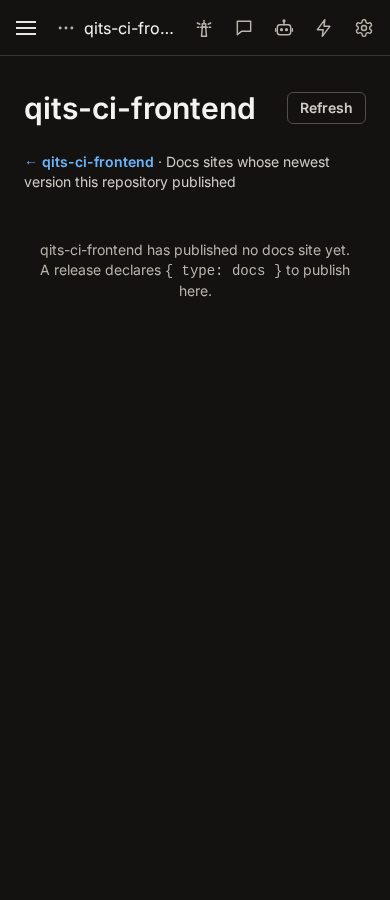 qits-ci-fro...
qits-ci-frontend
Refresh
← qits-ci-frontend · Docs sites whose newest
version this repository published
qits-ci-frontend has published no docs site yet.
A release declares { type: docs } to publish
here.